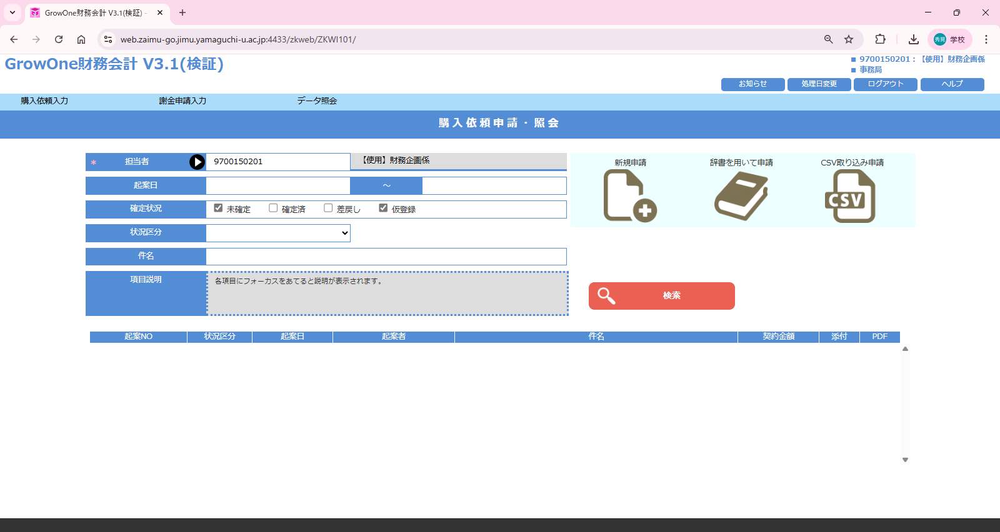 GrowOne財務会計 V3.1(検証) -
web.zaimu-go.jimu.yamaguchi-u.ac.jp:4433/zkweb/ZKWI101/
秀晃 学校
GrowOne財務会計 V3.1(検証)
9700150201：【使用】財務企画係
事務局
お知らせ 処理日変更 ログアウト ヘルプ
購入依頼入力 謝金申請入力 データ照会
購入依頼申請・照会
* 担当者 9700150201 【使用】財務企画係
起案日 ～
確定状況 未確定 確定済 差戻し 仮登録
状況区分
件名
項目説明 各項目にフォーカスをあてると説明が表示されます。
新規申請 辞書を用いて申請 CSV取り込み申請
CSV
検索
起案NO 状況区分 起案日 起案者 件名 契約金額 添付 PDF